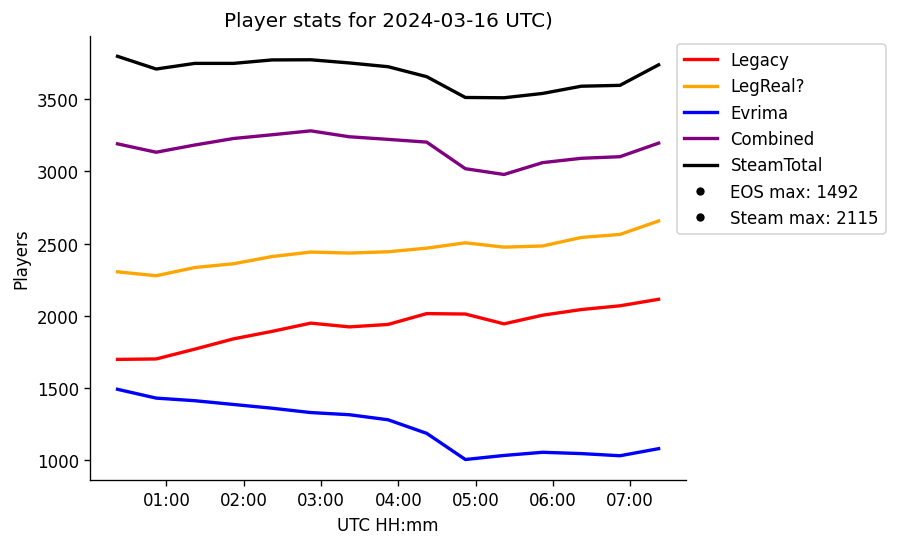 Player stats for 2024-03-16 UTC)
Legacy
LegReal?
Evrima
Combined
SteamTotal
EOS max: 1492
Steam max: 2115
Players
3500
3000
2500
2000
1500
1000
01:00 02:00 03:00 04:00 05:00 06:00 07:00
UTC HH:mm